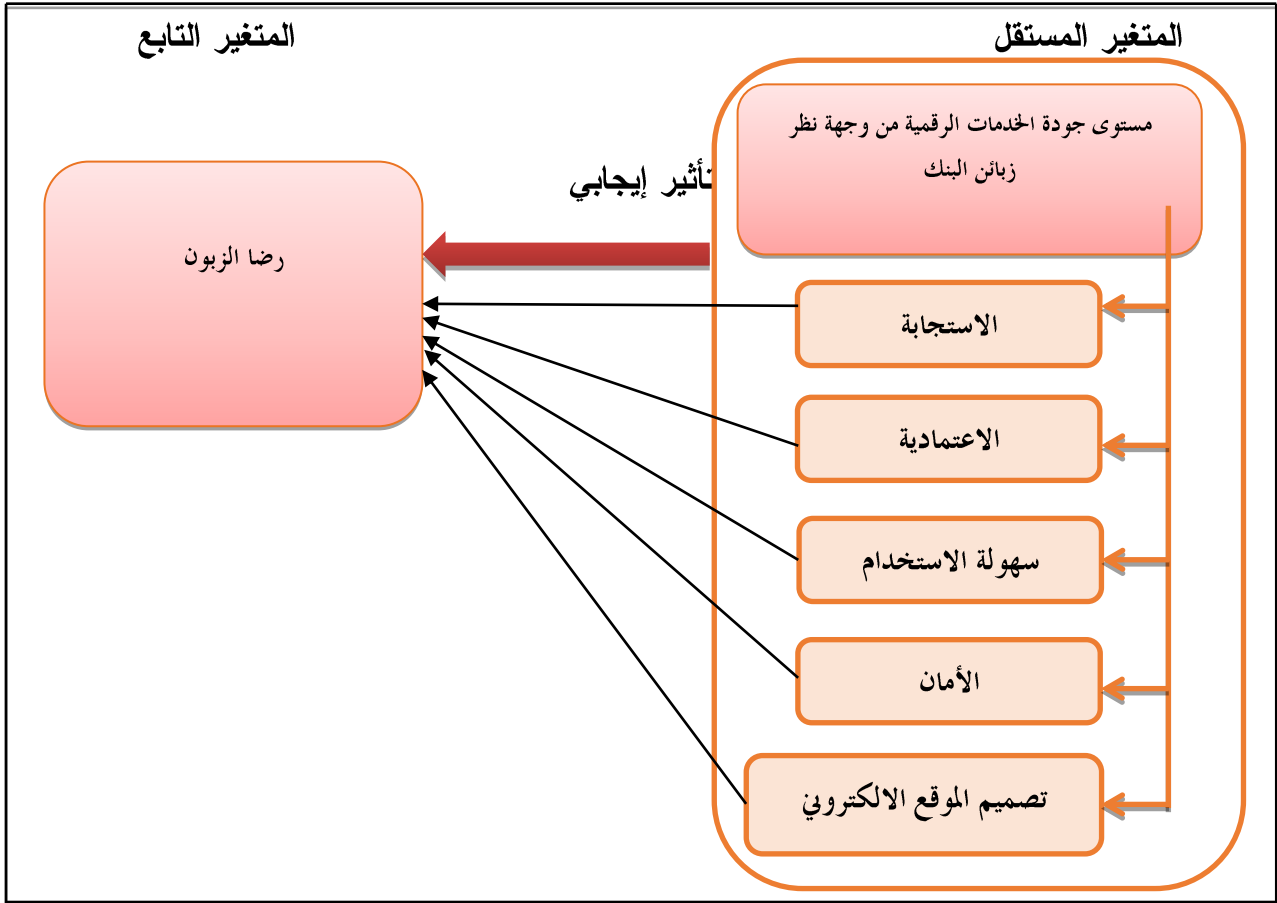 المتغير المستقل
المتغير التابع
مستوى جودة الخدمات الرقمية من وجهة نظر
زبائن البنك
تأثير إيجابي
رضا الزبون
الاستجابة
الاعتمادية
سهولة الاستخدام
الأمان
تصميم الموقع الالكتروني